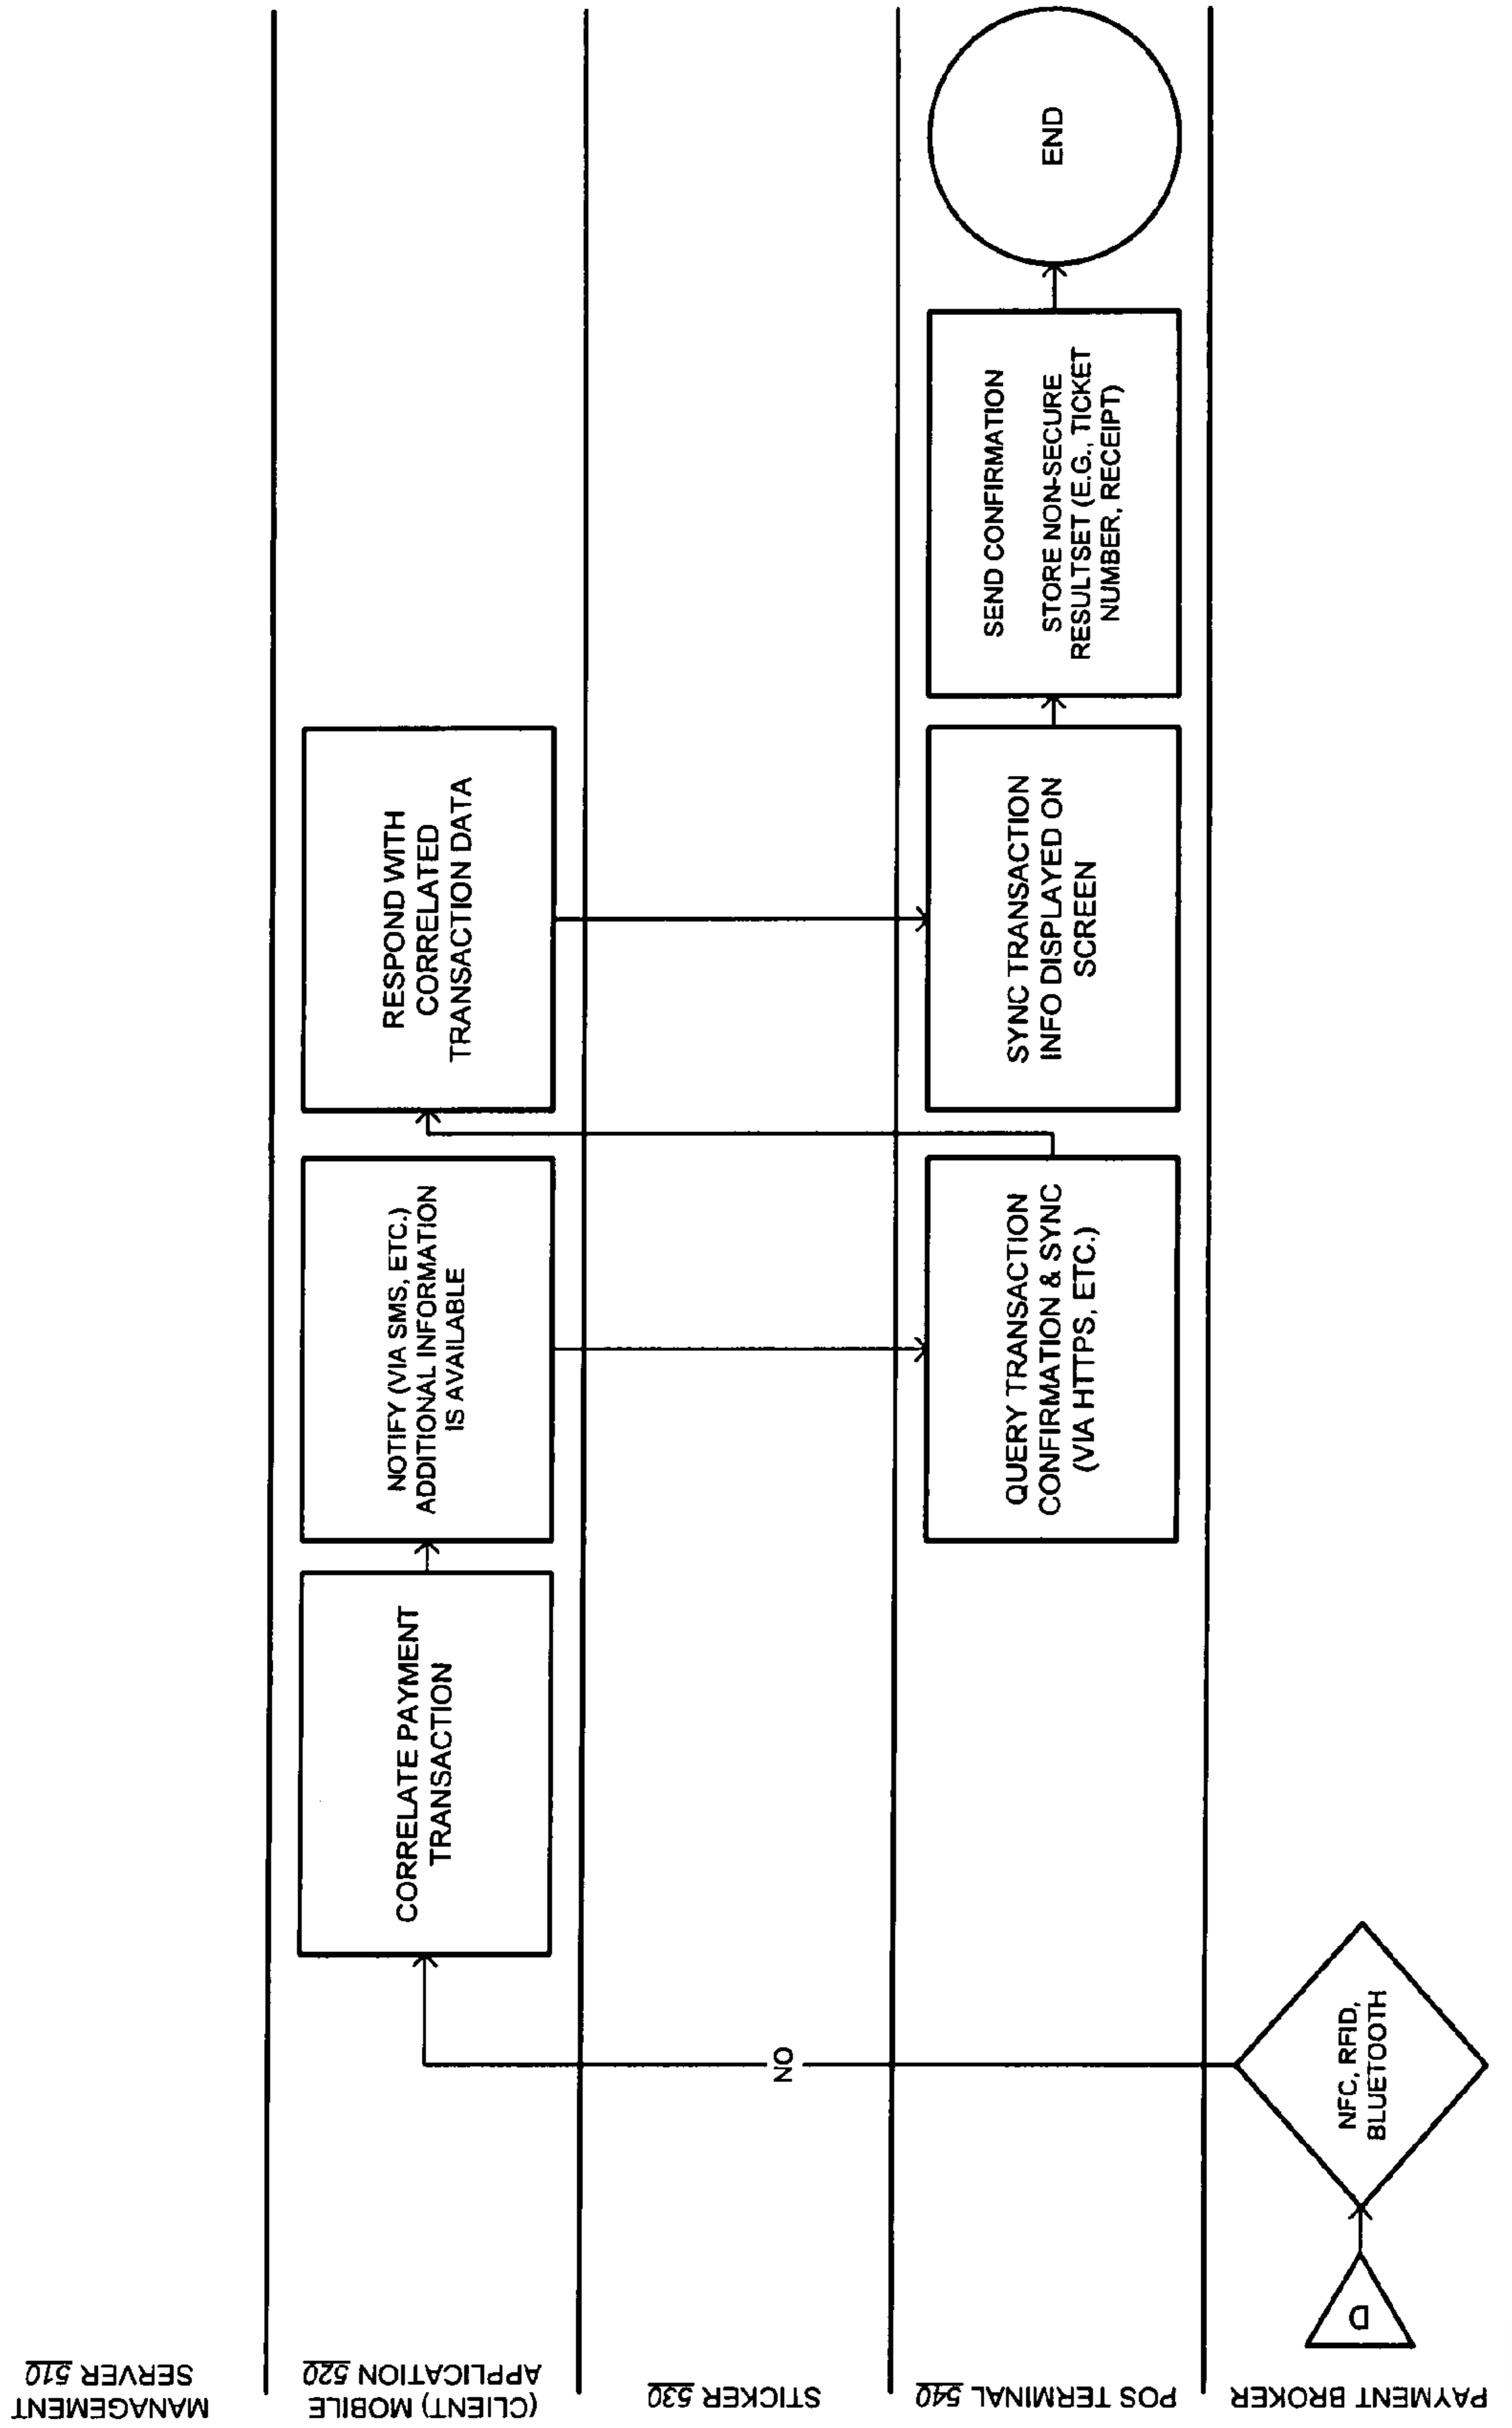 MANAGEMENT
SERVER 510
(CLIENT) MOBILE
APPLICATION 520
STICKER 530
POS TERMINAL 540
PAYMENT BROKER
D
NFC, RFID,
BLUETOOTH
NO
CORRELATE PAYMENT
TRANSACTION
NOTIFY (VIA SMS, ETC.)
ADDITIONAL INFORMATION
IS AVAILABLE
QUERY TRANSACTION
CONFIRMATION & SYNC
(VIA HTTPS, ETC.)
RESPOND WITH
CORRELATED
TRANSACTION DATA
SYNC TRANSACTION
INFO DISPLAYED ON
SCREEN
SEND CONFIRMATION
STORE NON-SECURE
RESULTSET (E.G., TICKET
NUMBER, RECEIPT)
END